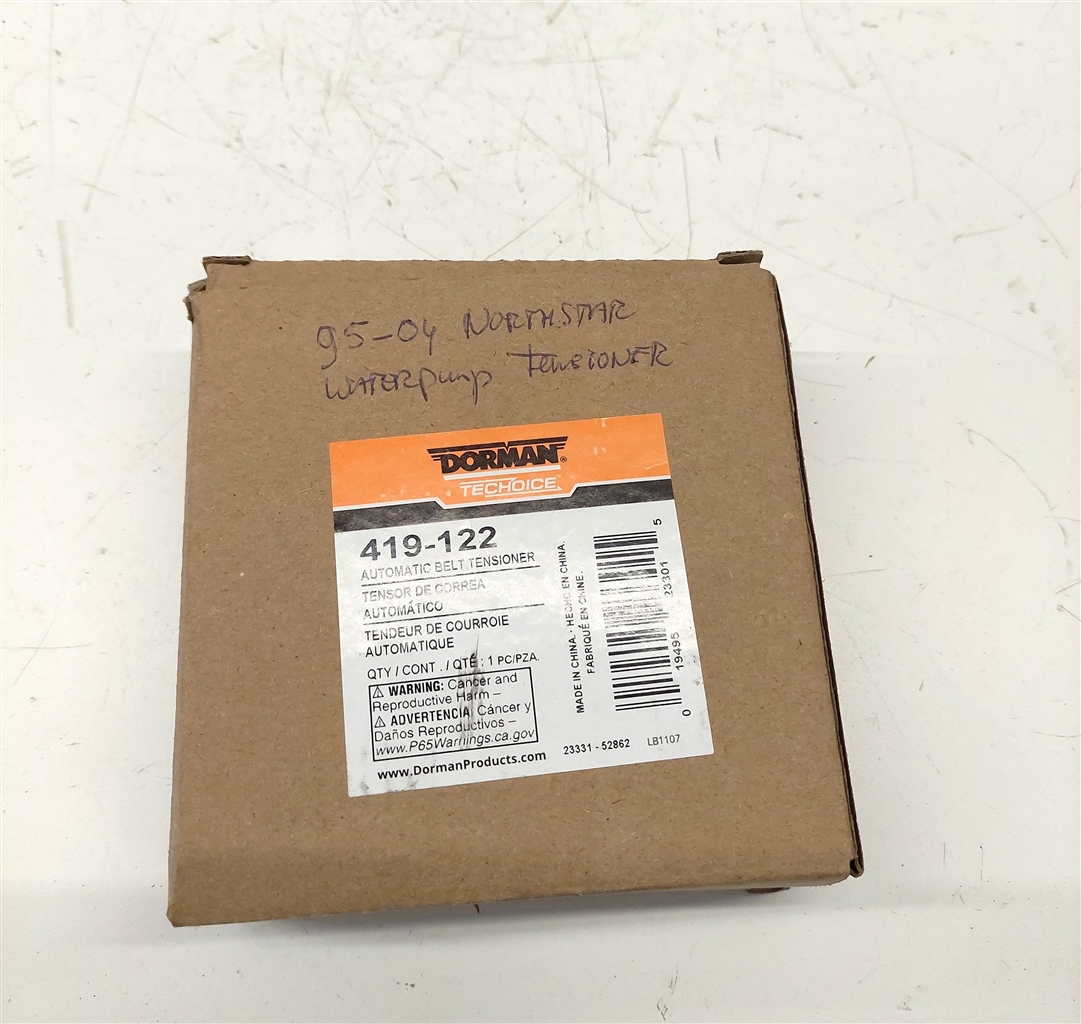 95-04 NORTHSTAR
WATERpump TensIONER
DORMAN®
TECHOICE
419-122
AUTOMATIC BELT TENSIONER
TENSOR DE CORREA
AUTOMÁTICO
TENDEUR DE COURROIE
AUTOMATIQUE
QTY / CONT . / QTÉ : 1 PC/PZA.
⚠ WARNING: Cancer and
Reproductive Harm –
⚠ ADVERTENCIA: Cáncer y
Daños Reproductivos –
www.P65Warnings.ca.gov
www.DormanProducts.com
MADE IN CHINA. · HECHO EN CHINA.
FABRIQUÉ EN CHINE.
0 19495 23301 5
23331 - 52862 LB1107